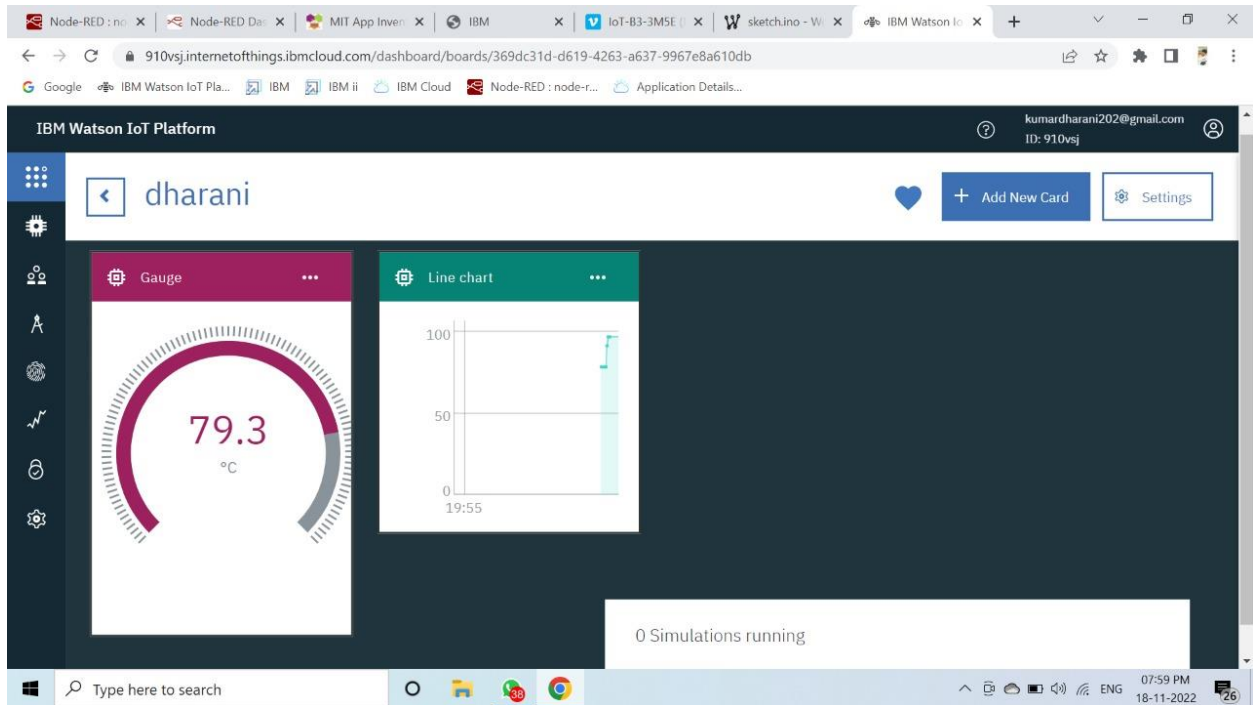 Node-RED : no
Node-RED Das
MIT App Inven
IBM
IoT-B3-3M5E (
sketch.ino - W
IBM Watson Io
910vsj.internetofthings.ibmcloud.com/dashboard/boards/369dc31d-d619-4263-a637-9967e8a610db
Google
IBM Watson IoT Pla...
IBM
IBM ii
IBM Cloud
Node-RED : node-r...
Application Details...
IBM Watson IoT Platform
kumardharani202@gmail.com
ID: 910vsj
dharani
+ Add New Card
Settings
Gauge
Line chart
79.3
°C
100
50
0
19:55
0 Simulations running
Type here to search
38
ENG
07:59 PM
18-11-2022
26